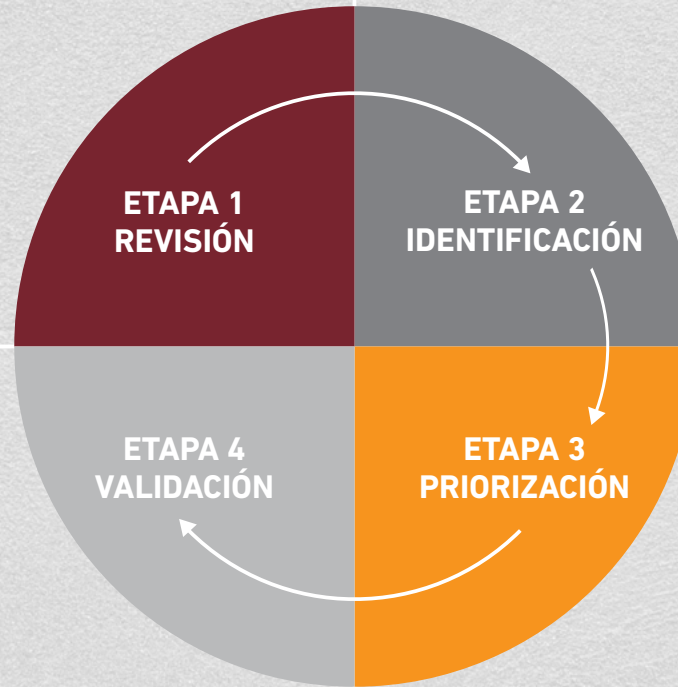 ETAPA 1
REVISIÓN
ETAPA 2
IDENTIFICACIÓN
ETAPA 3
PRIORIZACIÓN
ETAPA 4
VALIDACIÓN